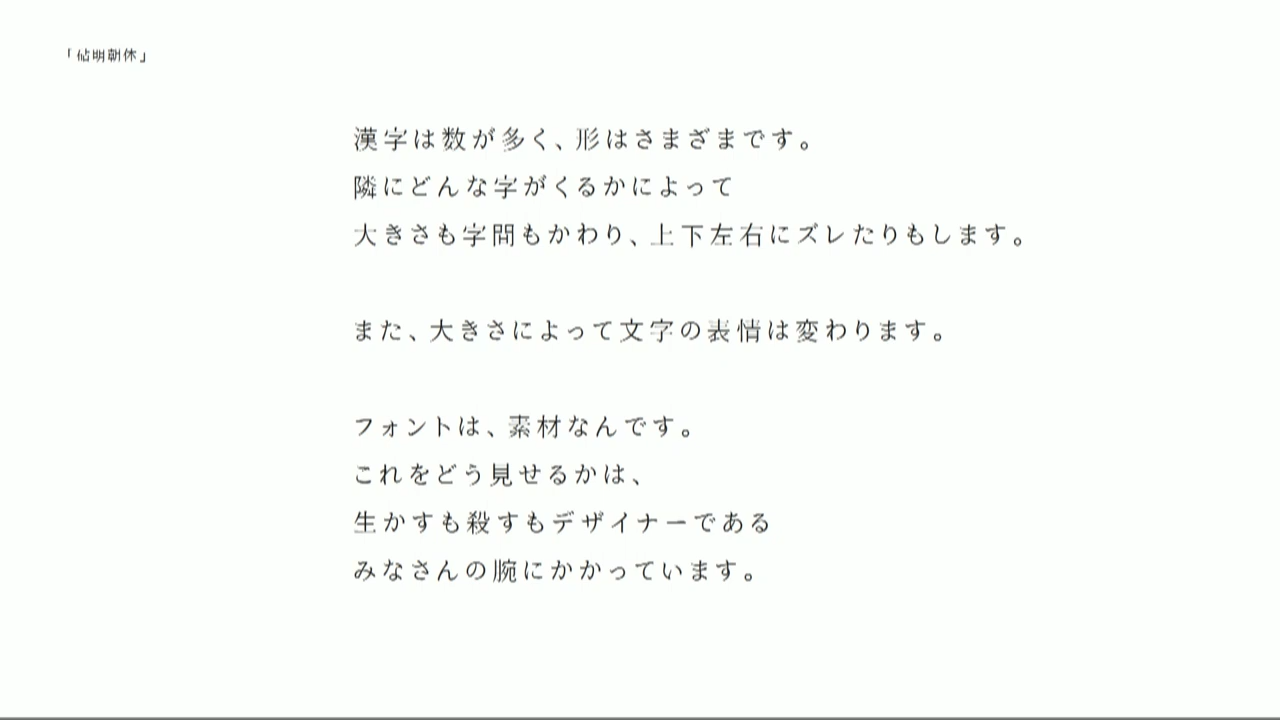 「砧明朝体」
漢字は数が多く、形はさまざまです。
隣にどんな字がくるかによって
大きさも字間もかわり、上下左右にズレたりもします。
また、大きさによって文字の表情は変わります。
フォントは、素材なんです。
これをどう見せるかは、
生かすも殺すもデザイナーである
みなさんの腕にかかっています。